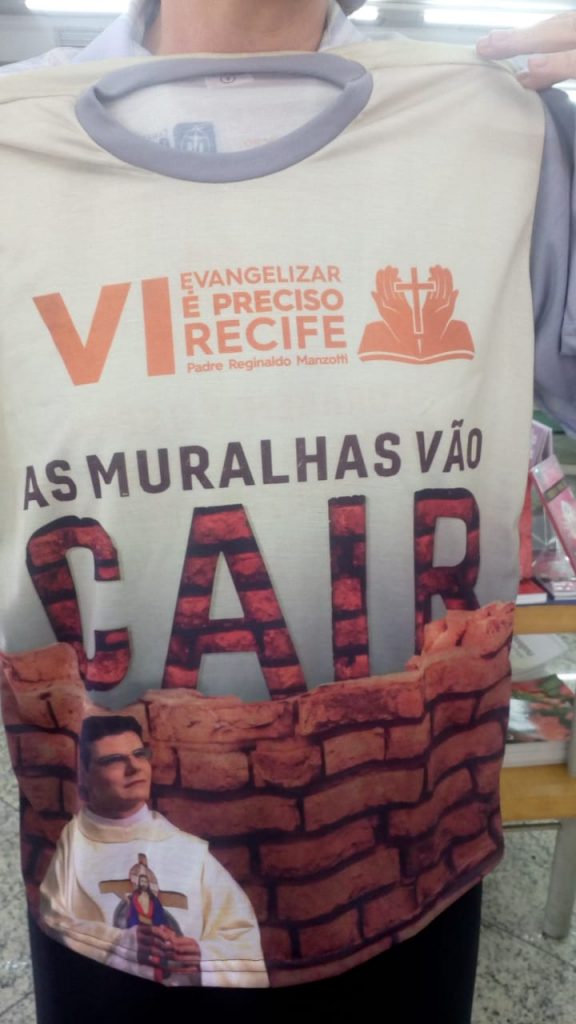 VI
EVANGELIZAR
É PRECISO
RECIFE
Padre Reginaldo Manzotti
AS MURALHAS VÃO
CAIR